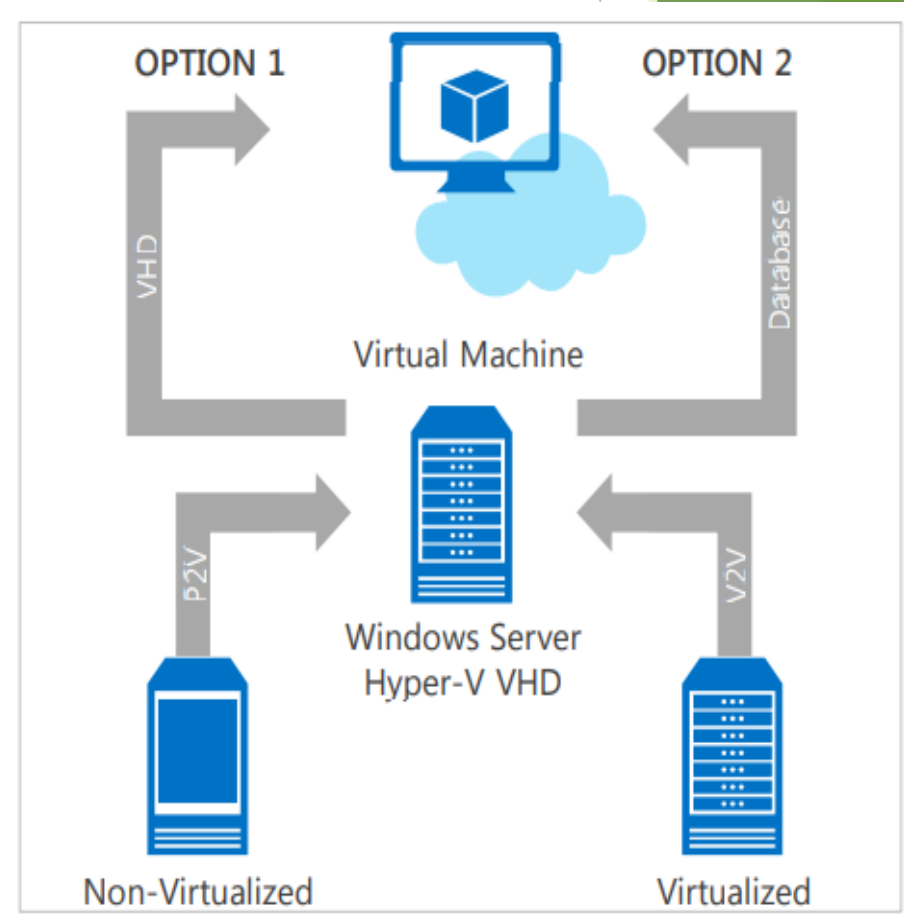 OPTION 1
OPTION 2
VHD
Database
Virtual Machine
P2V
V2V
Windows Server
Hyper-V VHD
Non-Virtualized
Virtualized